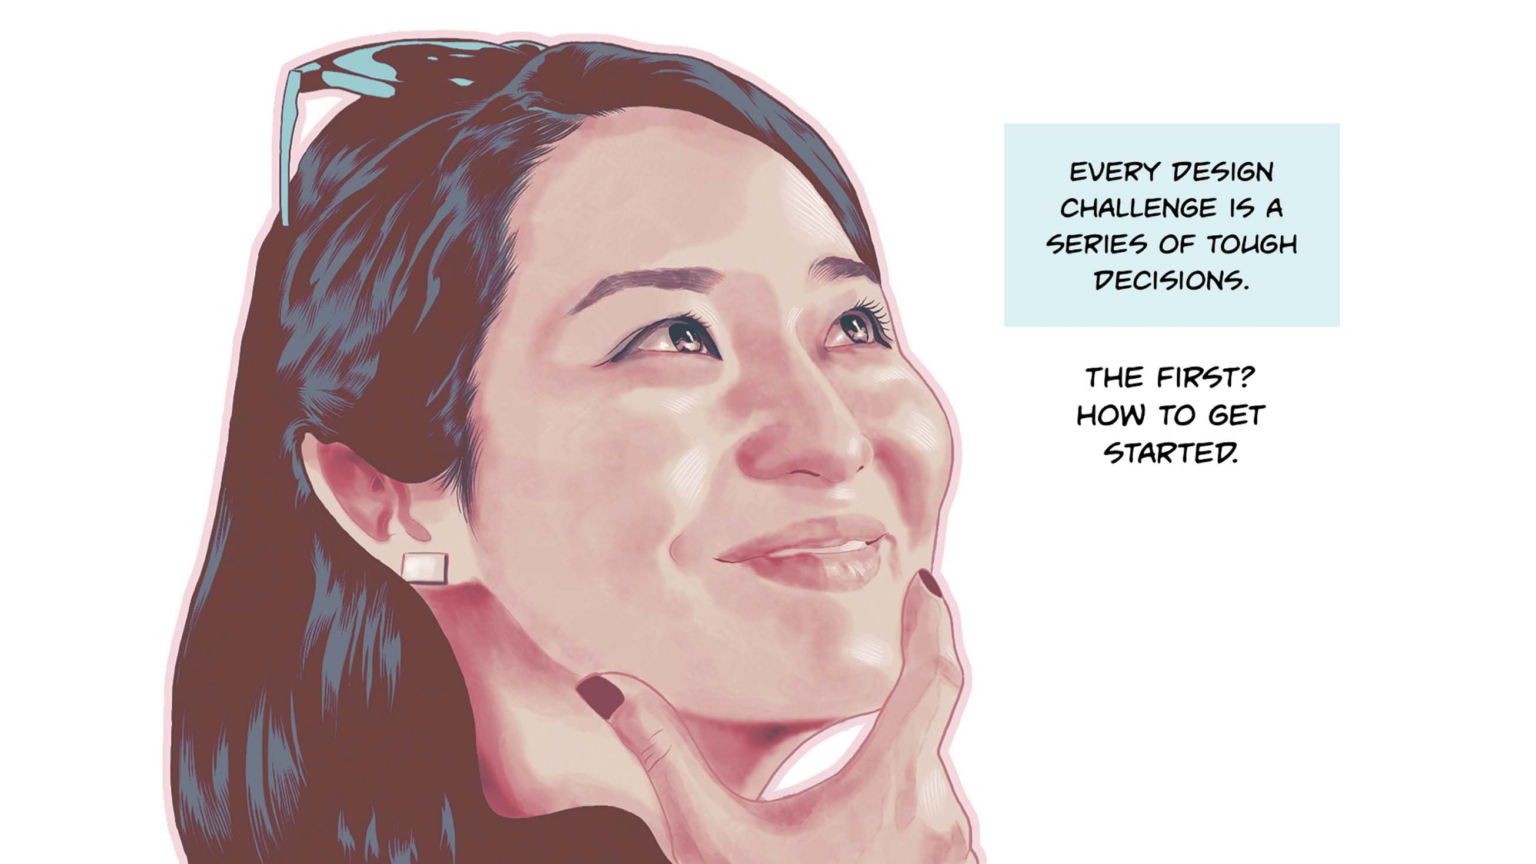 EVERY DESIGN
CHALLENGE IS A
SERIES OF TOUGH
DECISIONS.
THE FIRST?
HOW TO GET
STARTED.